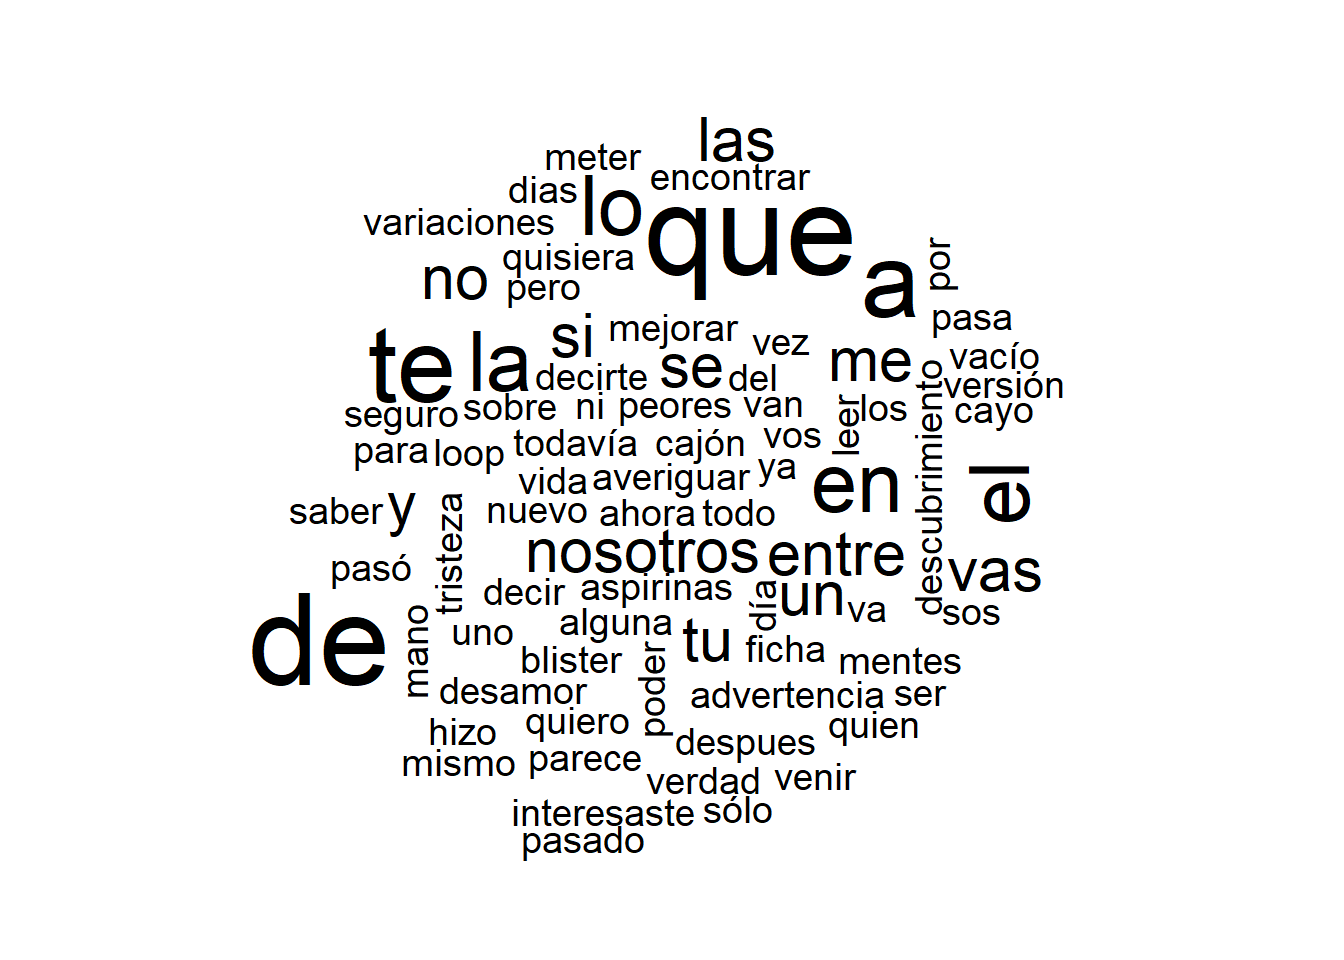 las
meter
encontrar
dias
lo
que
variaciones
quisiera
no
pero
a
por
pasa
te
la
si
mejorar
vez
se
me
vacío
decirte
del
versión
seguro
sobre
ni
peores
van
leer
los
cayo
descubrimiento
para
loop
todavía
cajón
vos
vida
averiguar
ya
en
el
saber
y
tristeza
nuevo
ahora
todo
pasó
nosotros
entre
vas
decir
aspirinas
día
un
va
sos
de
mano
uno
alguna
tu
ficha
blister
poder
mentes
desamor
advertencia
ser
hizo
quiero
despues
quien
mismo
parece
verdad
venir
interesaste
sólo
pasado